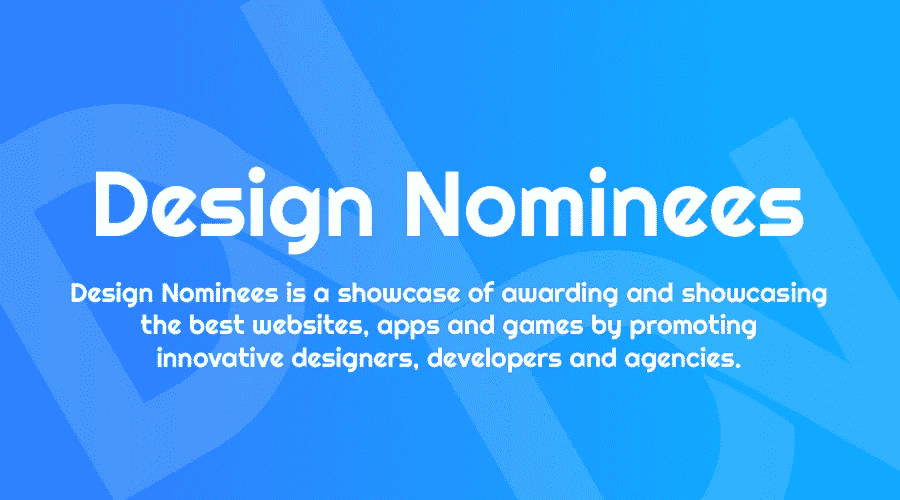 Design Nominees
Design Nominees is a showcase of awarding and showcasing
the best websites, apps and games by promoting
innovative designers, developers and agencies.